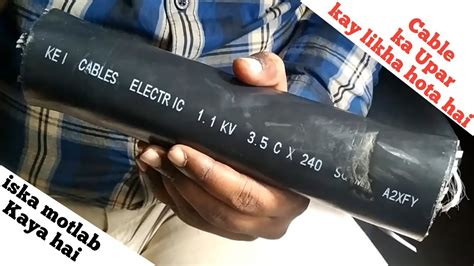 Cable
ka Upar
kay likha hota hai
KEI CABLES ELECTRIC 1.1 KV 3.5 C X 240 A2XFY
iska motlab
Kaya hai